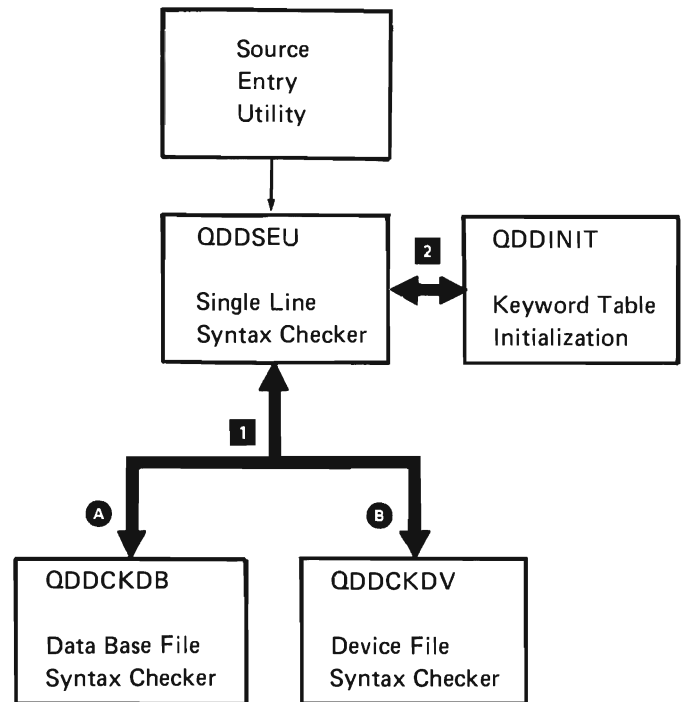 Source
Entry
Utility
QDDSEU
Single Line
Syntax Checker
2
QDDINIT
Keyword Table
Initialization
1
A
B
QDDCKDB
Data Base File
Syntax Checker
QDDCKDV
Device File
Syntax Checker